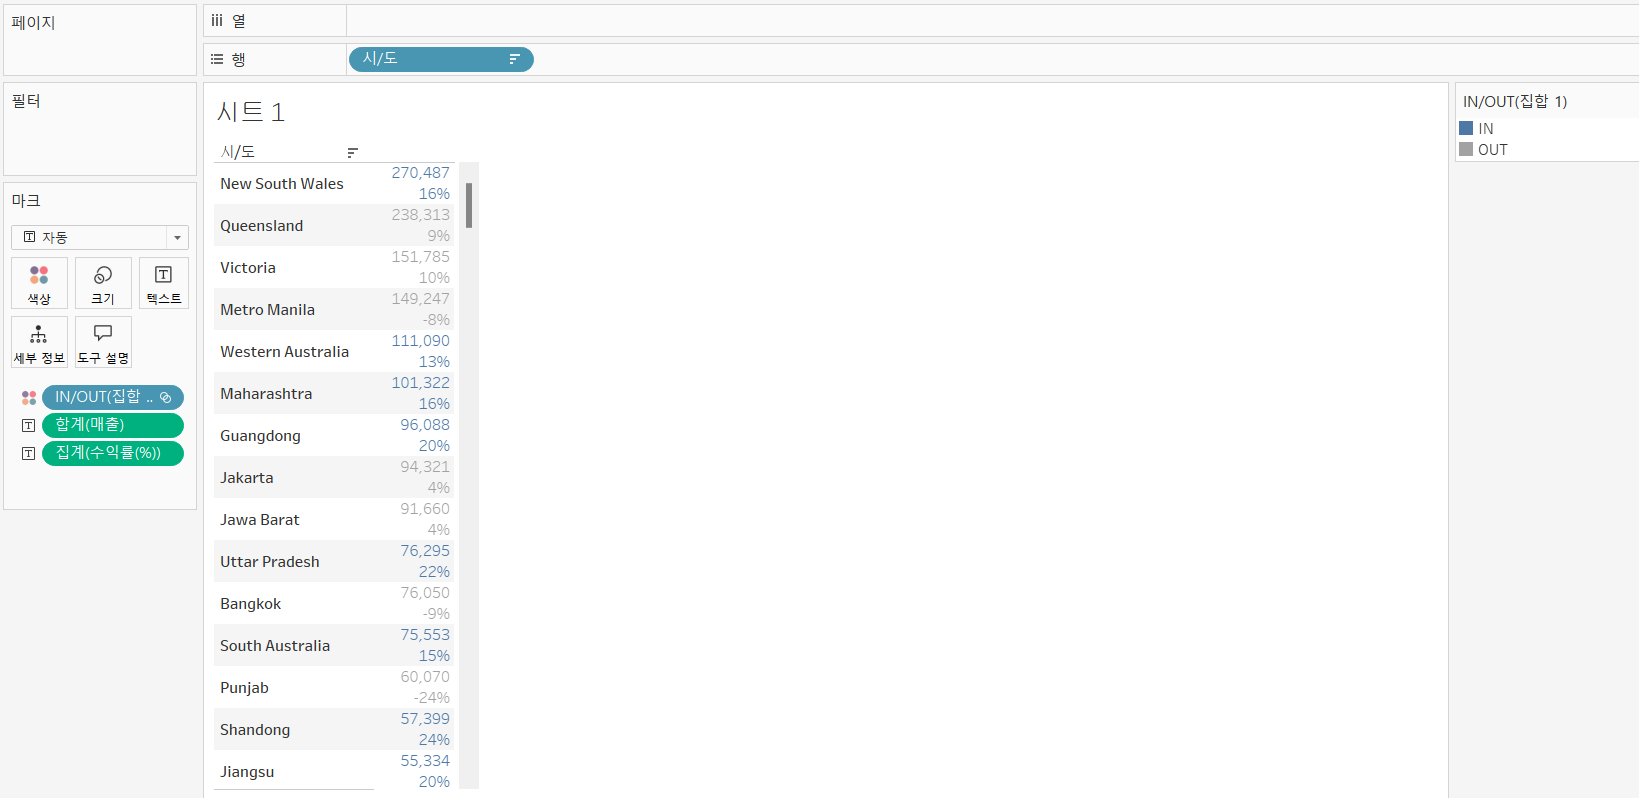 페이지
열
행
시/도
필터
시트 1
IN/OUT(집합 1)
IN
OUT
마크
자동
색상
크기
텍스트
세부 정보
도구 설명
IN/OUT(집합 ..
합계(매출)
집계(수익률(%))
시/도
New South Wales 270,487
16%
Queensland 238,313
9%
Victoria 151,785
10%
Metro Manila 149,247
-8%
Western Australia 111,090
13%
Maharashtra 101,322
16%
Guangdong 96,088
20%
Jakarta 94,321
4%
Jawa Barat 91,660
4%
Uttar Pradesh 76,295
22%
Bangkok 76,050
-9%
South Australia 75,553
15%
Punjab 60,070
-24%
Shandong 57,399
24%
Jiangsu 55,334
20%